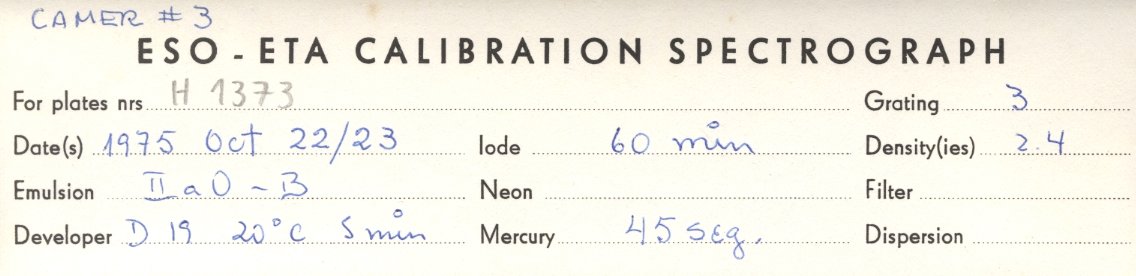 CAMER # 3
ESO - ETA CALIBRATION SPECTROGRAPH
For plates nrs H 1373 Grating 3
Date(s) 1975 Oct 22/23 Iode 60 min Density(ies) 2.4
Emulsion II a O - B Neon Filter
Developer D 19 20°C 5 min Mercury 45 seg. Dispersion